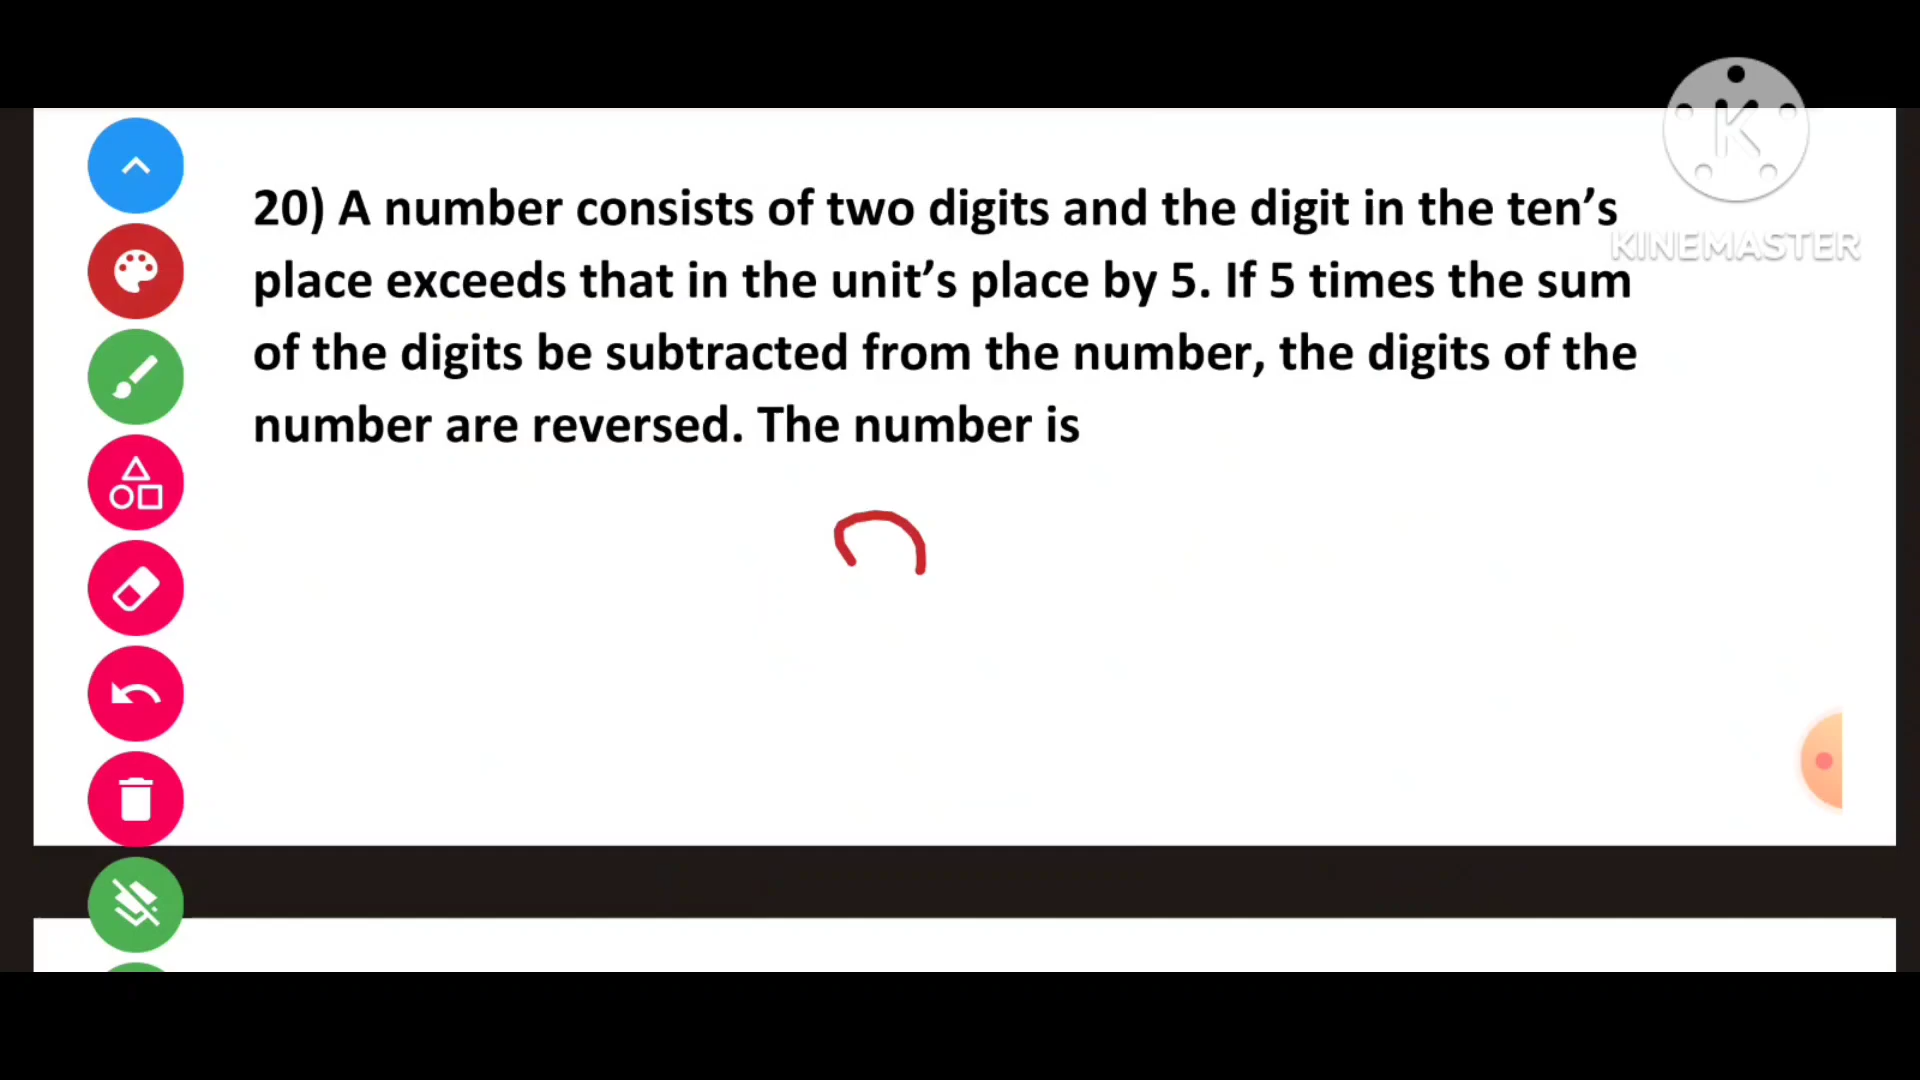 KINEMASTER
20) A number consists of two digits and the digit in the ten’s
place exceeds that in the unit’s place by 5. If 5 times the sum
of the digits be subtracted from the number, the digits of the
number are reversed. The number is